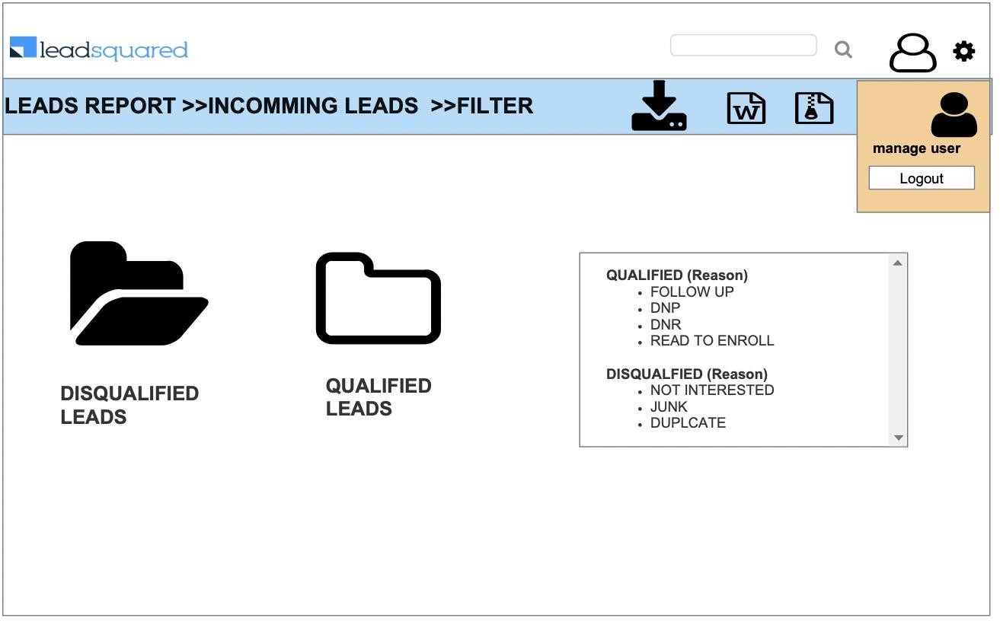 leadsquared
LEADS REPORT >>INCOMMING LEADS >>FILTER
W
manage user
Logout
DISQUALIFIED
LEADS
QUALIFIED
LEADS
QUALIFIED (Reason)
• FOLLOW UP
• DNP
• DNR
• READ TO ENROLL
DISQUALFIED (Reason)
• NOT INTERESTED
• JUNK
• DUPLCATE